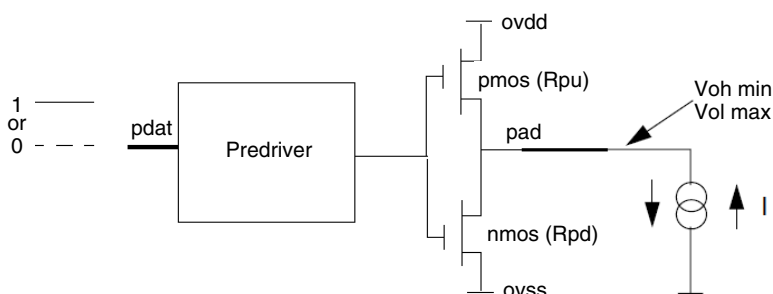 ovdd
pmos (Rpu)
1
or
0
pdat
Predriver
pad
Voh min
Vol max
nmos (Rpd)
I
ovss